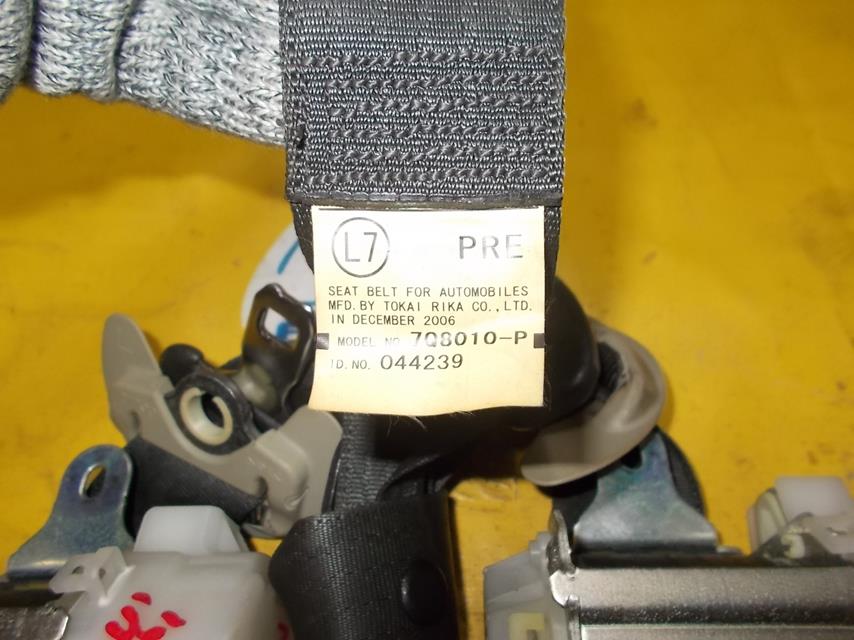 L7 PRE
SEAT BELT FOR AUTOMOBILES
MFD. BY TOKAI RIKA CO., LTD.
IN DECEMBER 2006
MODEL NO. 7Q8010-P
ID. NO. 044239